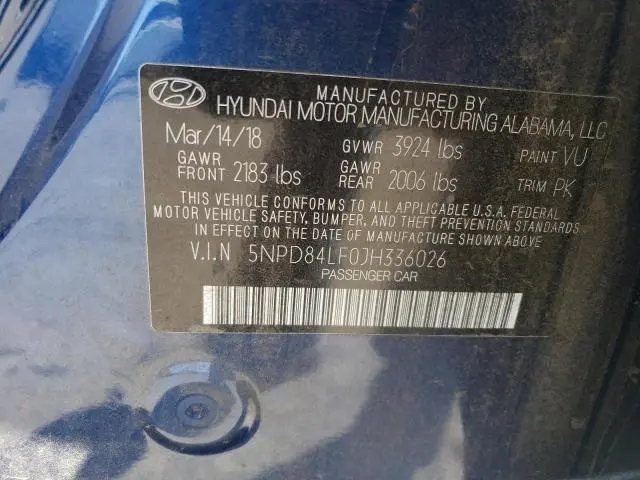 MANUFACTURED BY
HYUNDAI MOTOR MANUFACTURING ALABAMA, LLC
Mar/14/18 GVWR 3924 lbs PAINT VU
GAWR FRONT 2183 lbs GAWR REAR 2006 lbs TRIM PK
THIS VEHICLE CONFORMS TO ALL APPLICABLE U.S.A. FEDERAL
MOTOR VEHICLE SAFETY, BUMPER, AND THEFT PREVENTION STANDARDS
IN EFFECT ON THE DATE OF MANUFACTURE SHOWN ABOVE.
V.I.N 5NPD84LF0JH336026
PASSENGER CAR